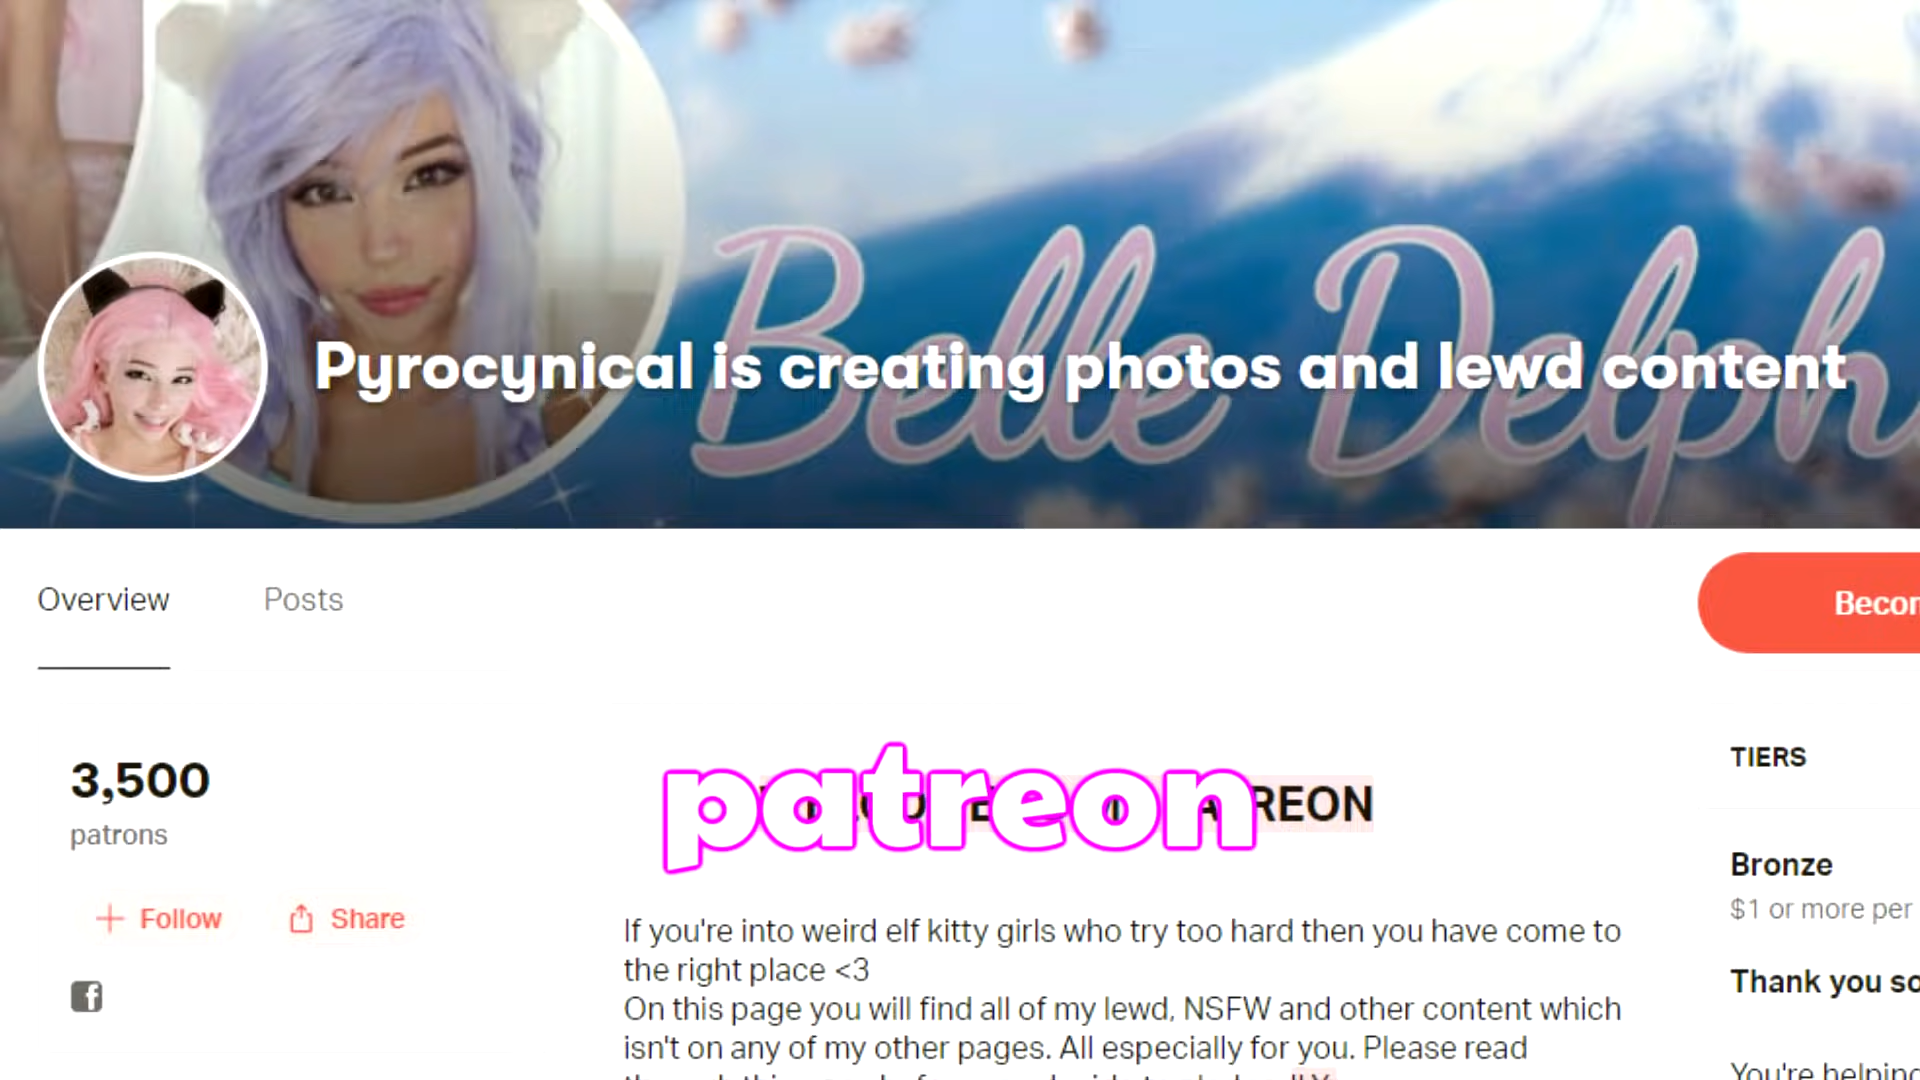 Belle Delph
Pyrocynical is creating photos and lewd content
Overview
Posts
Becom
3,500
patrons
Follow
Share
patreon
REON
If you're into weird elf kitty girls who try too hard then you have come to
the right place <3
On this page you will find all of my lewd, NSFW and other content which
isn't on any of my other pages. All especially for you. Please read
TIERS
Bronze
$1 or more per
Thank you so
You're helping